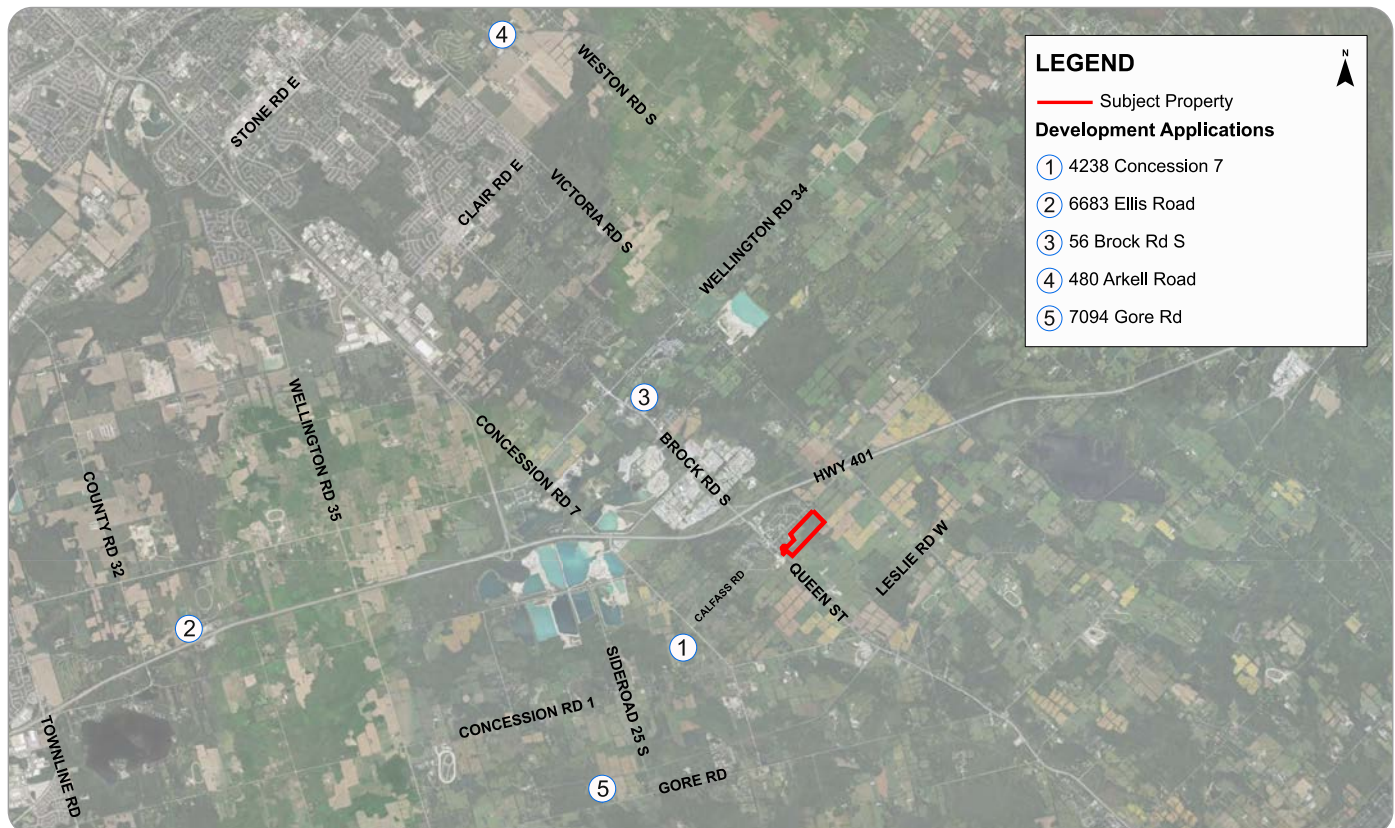 4
WESTON RD S
STONE RD E
CLAIR RD E
VICTORIA RD S
WELLINGTON RD 34
LEGEND
N
Subject Property
Development Applications
1 4238 Concession 7
2 6683 Ellis Road
3 56 Brock Rd S
4 480 Arkell Road
5 7094 Gore Rd
WELLINGTON RD 35
3
CONCESSION RD 7
BROCK RD S
HWY 401
COUNTY RD 32
LESLIE RD W
CALFASS RD
QUEEN ST
2
1
SIDEROAD 25 S
CONCESSION RD 1
TOWNLINE RD
5
GORE RD